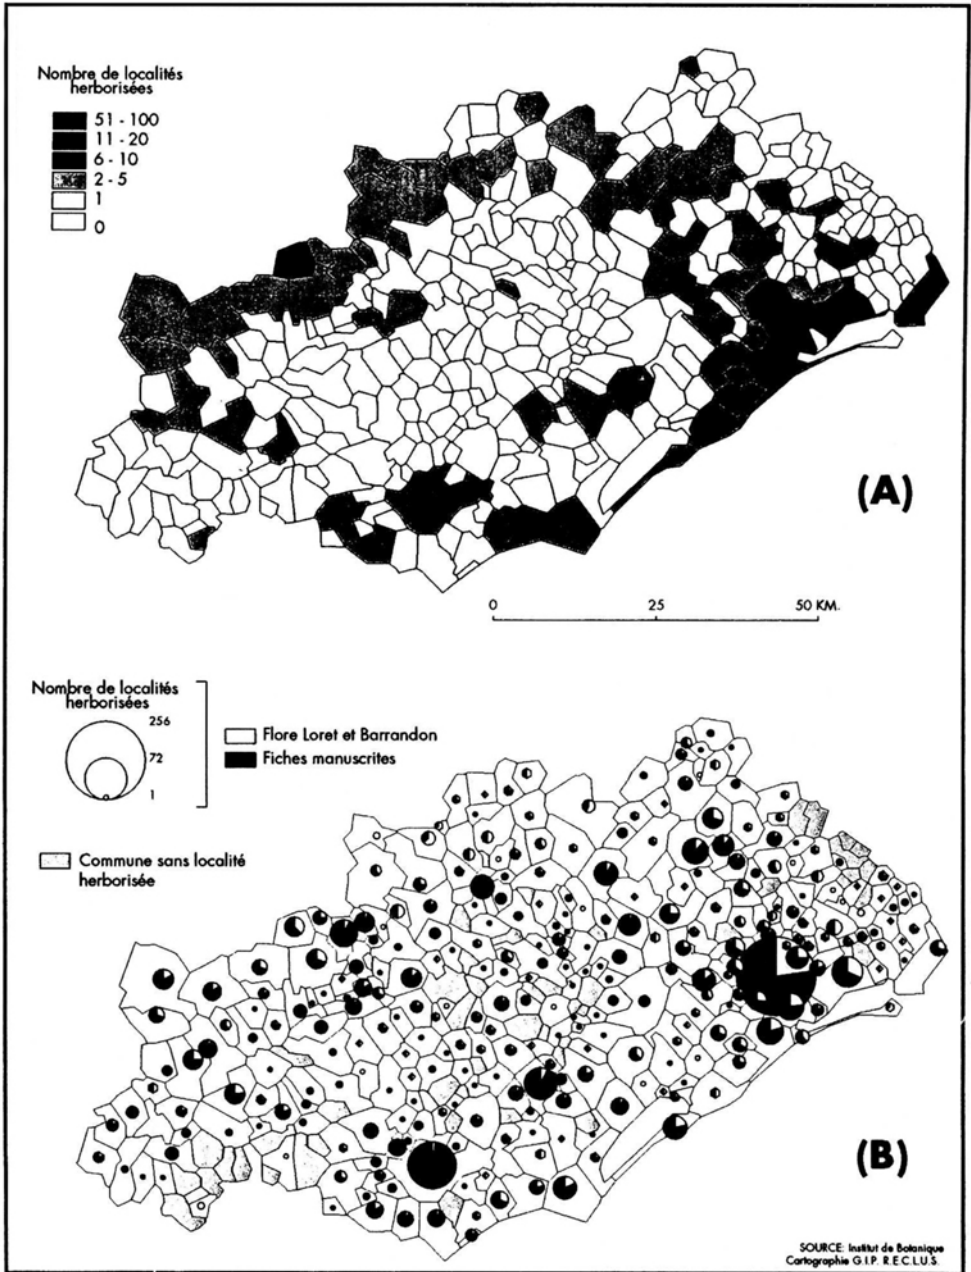 Nombre de localités
herborisées
51 - 100
11 - 20
6 - 10
2 - 5
1
0
(A)
0 25 50 KM.
Nombre de localités
herborisées
256
72
1
Flore Loret et Barrandon
Fiches manuscrites
Commune sans localité
herborisée
(B)
SOURCE: Institut de Botanique
Cartographie G.I.P. R.E.C.L.U.S.